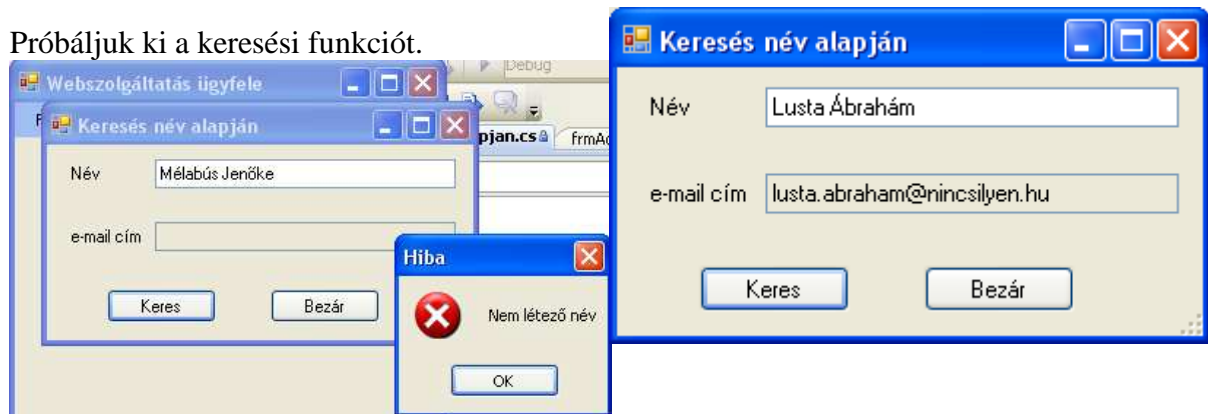 Próbáljuk ki a keresési funkciót.
Debug
Webszolgáltatás ügyfele
pjan.cs
frmAd
Keresés név alapján
Név Mélabús Jenőke
e-mail cím
Keres Bezár
Hiba
Nem létező név
OK
Keresés név alapján
Név Lusta Ábrahám
e-mail cím lusta.abraham@nincsilyen.hu
Keres Bezár